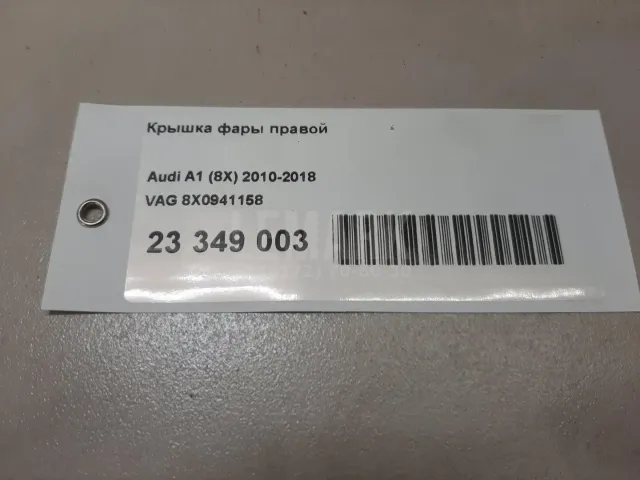 Крышка фары правой
Audi A1 (8X) 2010-2018
VAG 8X0941158
23 349 003